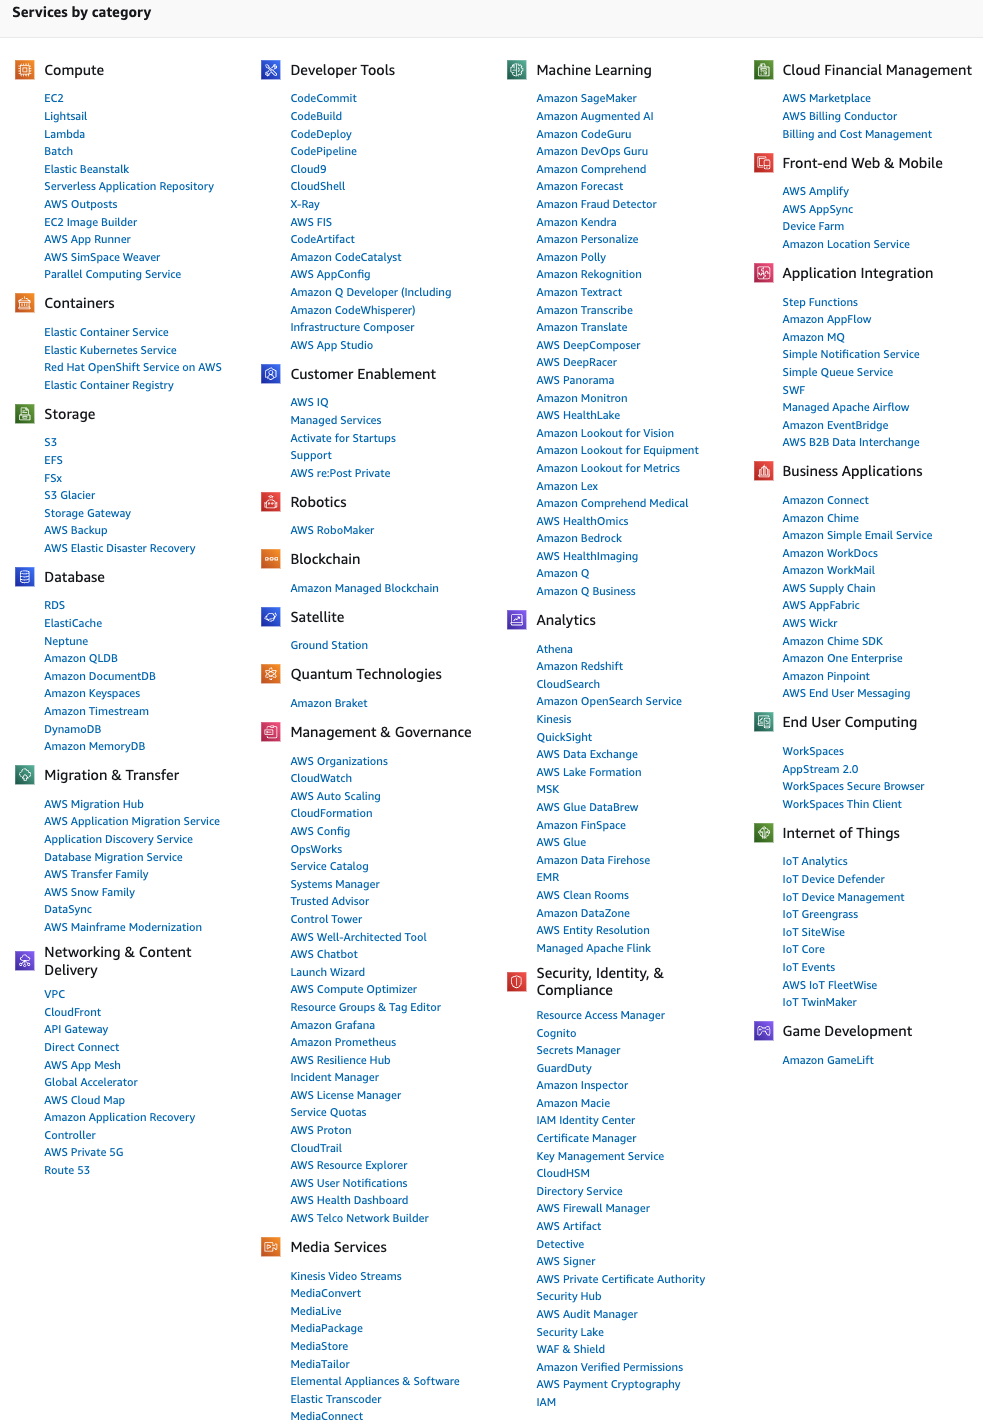 Services by category
Compute
EC2
Lightsail
Lambda
Batch
Elastic Beanstalk
Serverless Application Repository
AWS Outposts
EC2 Image Builder
AWS App Runner
AWS SimSpace Weaver
Parallel Computing Service
Containers
Elastic Container Service
Elastic Kubernetes Service
Red Hat OpenShift Service on AWS
Elastic Container Registry
Storage
S3
EFS
FSx
S3 Glacier
Storage Gateway
AWS Backup
AWS Elastic Disaster Recovery
Database
RDS
ElastiCache
Neptune
Amazon QLDB
Amazon DocumentDB
Amazon Keyspaces
Amazon Timestream
DynamoDB
Amazon MemoryDB
Migration & Transfer
AWS Migration Hub
AWS Application Migration Service
Application Discovery Service
Database Migration Service
AWS Transfer Family
AWS Snow Family
DataSync
AWS Mainframe Modernization
Networking & Content
Delivery
VPC
CloudFront
API Gateway
Direct Connect
AWS App Mesh
Global Accelerator
AWS Cloud Map
Amazon Application Recovery
Controller
AWS Private 5G
Route 53
Developer Tools
CodeCommit
CodeBuild
CodeDeploy
CodePipeline
Cloud9
CloudShell
X-Ray
AWS FIS
CodeArtifact
Amazon CodeCatalyst
AWS AppConfig
Amazon Q Developer (Including
Amazon CodeWhisperer)
Infrastructure Composer
AWS App Studio
Customer Enablement
AWS IQ
Managed Services
Activate for Startups
Support
AWS re:Post Private
Robotics
AWS RoboMaker
Blockchain
Amazon Managed Blockchain
Satellite
Ground Station
Quantum Technologies
Amazon Braket
Management & Governance
AWS Organizations
CloudWatch
AWS Auto Scaling
CloudFormation
AWS Config
OpsWorks
Service Catalog
Systems Manager
Trusted Advisor
Control Tower
AWS Well-Architected Tool
AWS Chatbot
Launch Wizard
AWS Compute Optimizer
Resource Groups & Tag Editor
Amazon Grafana
Amazon Prometheus
AWS Resilience Hub
Incident Manager
AWS License Manager
Service Quotas
AWS Proton
CloudTrail
AWS Resource Explorer
AWS User Notifications
AWS Health Dashboard
AWS Telco Network Builder
Media Services
Kinesis Video Streams
MediaConvert
MediaLive
MediaPackage
MediaStore
MediaTailor
Elemental Appliances & Software
Elastic Transcoder
MediaConnect
Machine Learning
Amazon SageMaker
Amazon Augmented AI
Amazon CodeGuru
Amazon DevOps Guru
Amazon Comprehend
Amazon Forecast
Amazon Fraud Detector
Amazon Kendra
Amazon Personalize
Amazon Polly
Amazon Rekognition
Amazon Textract
Amazon Transcribe
Amazon Translate
AWS DeepComposer
AWS DeepRacer
AWS Panorama
Amazon Monitron
AWS HealthLake
Amazon Lookout for Vision
Amazon Lookout for Equipment
Amazon Lookout for Metrics
Amazon Lex
Amazon Comprehend Medical
AWS HealthOmics
Amazon Bedrock
AWS HealthImaging
Amazon Q
Amazon Q Business
Analytics
Athena
Amazon Redshift
CloudSearch
Amazon OpenSearch Service
Kinesis
QuickSight
AWS Data Exchange
AWS Lake Formation
MSK
AWS Glue DataBrew
Amazon FinSpace
AWS Glue
Amazon Data Firehose
EMR
AWS Clean Rooms
Amazon DataZone
AWS Entity Resolution
Managed Apache Flink
Security, Identity, &
Compliance
Resource Access Manager
Cognito
Secrets Manager
GuardDuty
Amazon Inspector
Amazon Macie
IAM Identity Center
Certificate Manager
Key Management Service
CloudHSM
Directory Service
AWS Firewall Manager
AWS Artifact
Detective
AWS Signer
AWS Private Certificate Authority
Security Hub
AWS Audit Manager
Security Lake
WAF & Shield
Amazon Verified Permissions
AWS Payment Cryptography
IAM
Cloud Financial Management
AWS Marketplace
AWS Billing Conductor
Billing and Cost Management
Front-end Web & Mobile
AWS Amplify
AWS AppSync
Device Farm
Amazon Location Service
Application Integration
Step Functions
Amazon AppFlow
Amazon MQ
Simple Notification Service
Simple Queue Service
SWF
Managed Apache Airflow
Amazon EventBridge
AWS B2B Data Interchange
Business Applications
Amazon Connect
Amazon Chime
Amazon Simple Email Service
Amazon WorkDocs
Amazon WorkMail
AWS Supply Chain
AWS AppFabric
AWS Wickr
Amazon Chime SDK
Amazon One Enterprise
Amazon Pinpoint
AWS End User Messaging
End User Computing
WorkSpaces
AppStream 2.0
WorkSpaces Secure Browser
WorkSpaces Thin Client
Internet of Things
IoT Analytics
IoT Device Defender
IoT Device Management
IoT Greengrass
IoT SiteWise
IoT Core
IoT Events
AWS IoT FleetWise
IoT TwinMaker
Game Development
Amazon GameLift